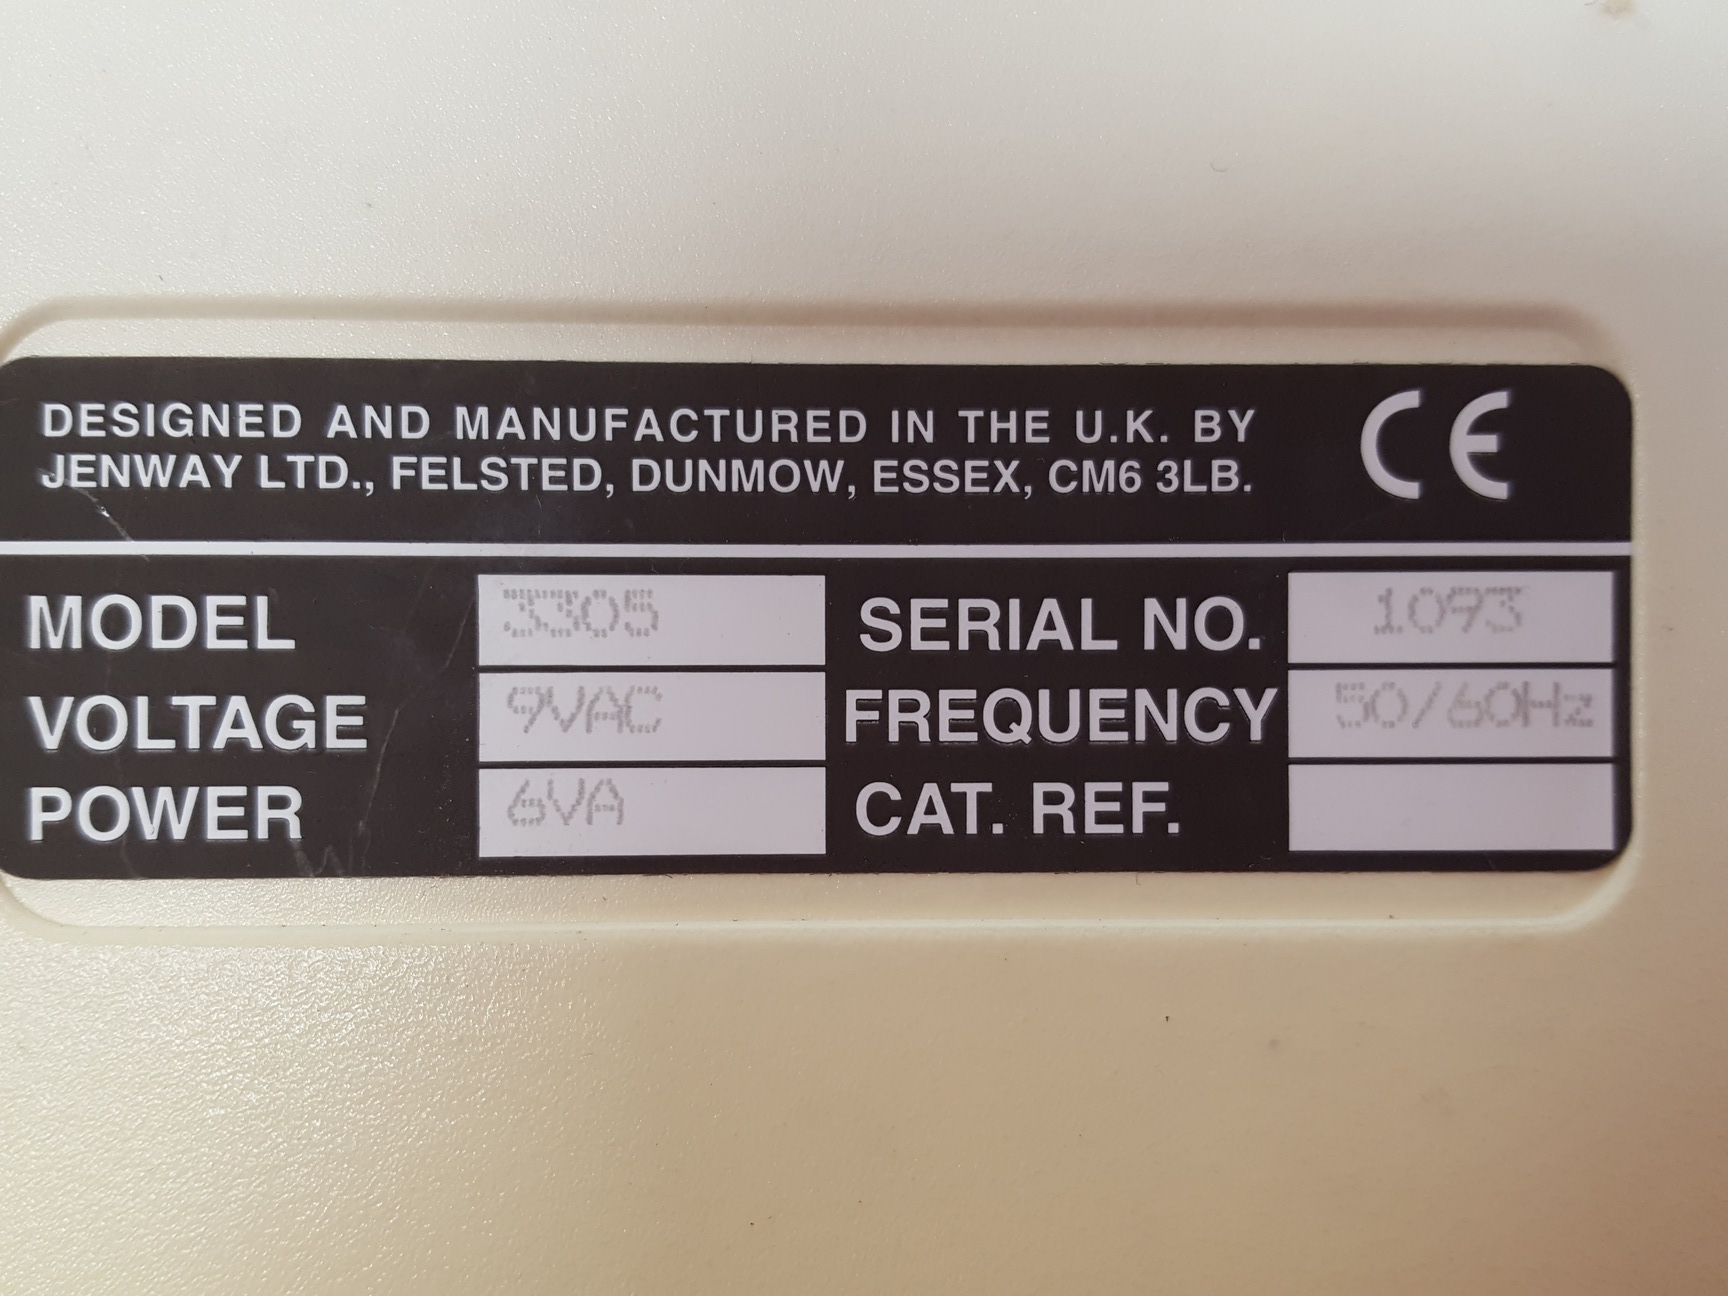 DESIGNED AND MANUFACTURED IN THE U.K. BY
JENWAY LTD., FELSTED, DUNMOW, ESSEX, CM6 3LB.
CE
MODEL 3305 SERIAL NO. 1093
VOLTAGE 9VAC FREQUENCY 50/60Hz
POWER 6VA CAT. REF.